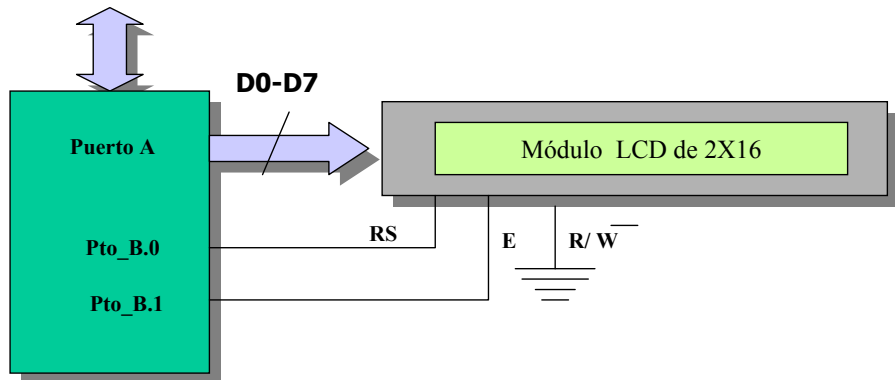 D0-D7
Puerto A
Módulo LCD de 2X16
Pto_B.0
RS
E
R/ W
Pto_B.1